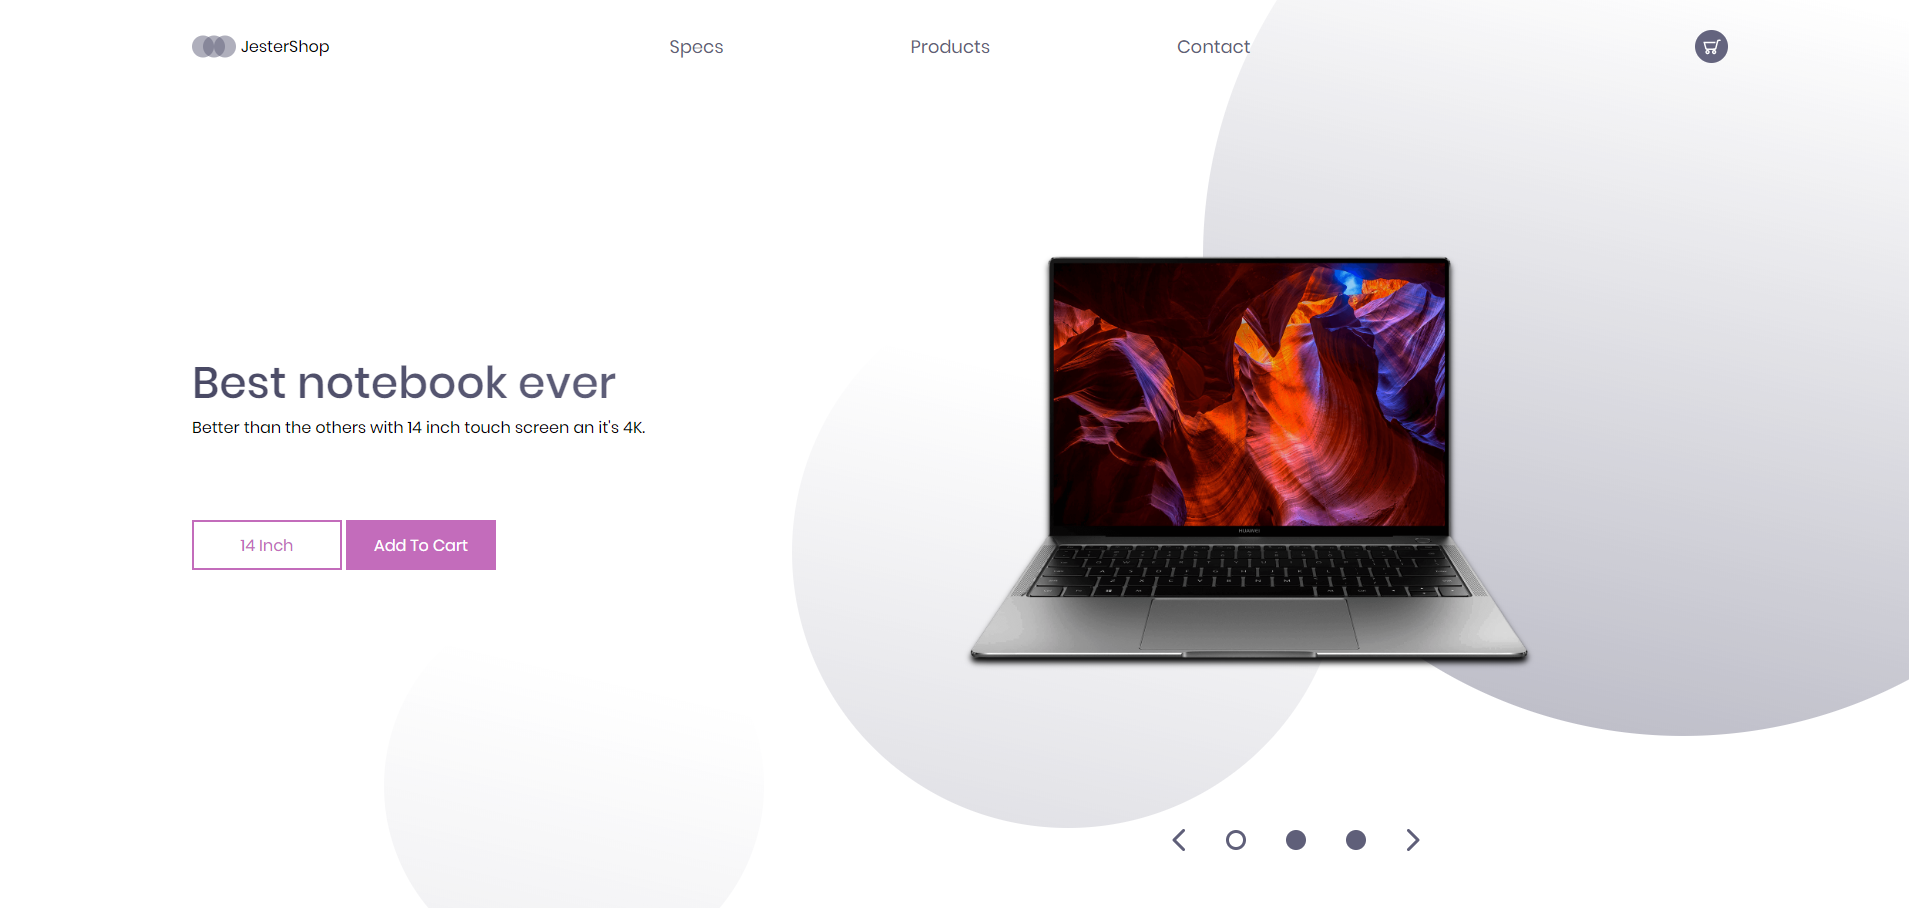 JesterShop
Specs
Products
Contact
Best notebook ever
Better than the others with 14 inch touch screen an it's 4K.
14 Inch
Add To Cart
HUAWEI